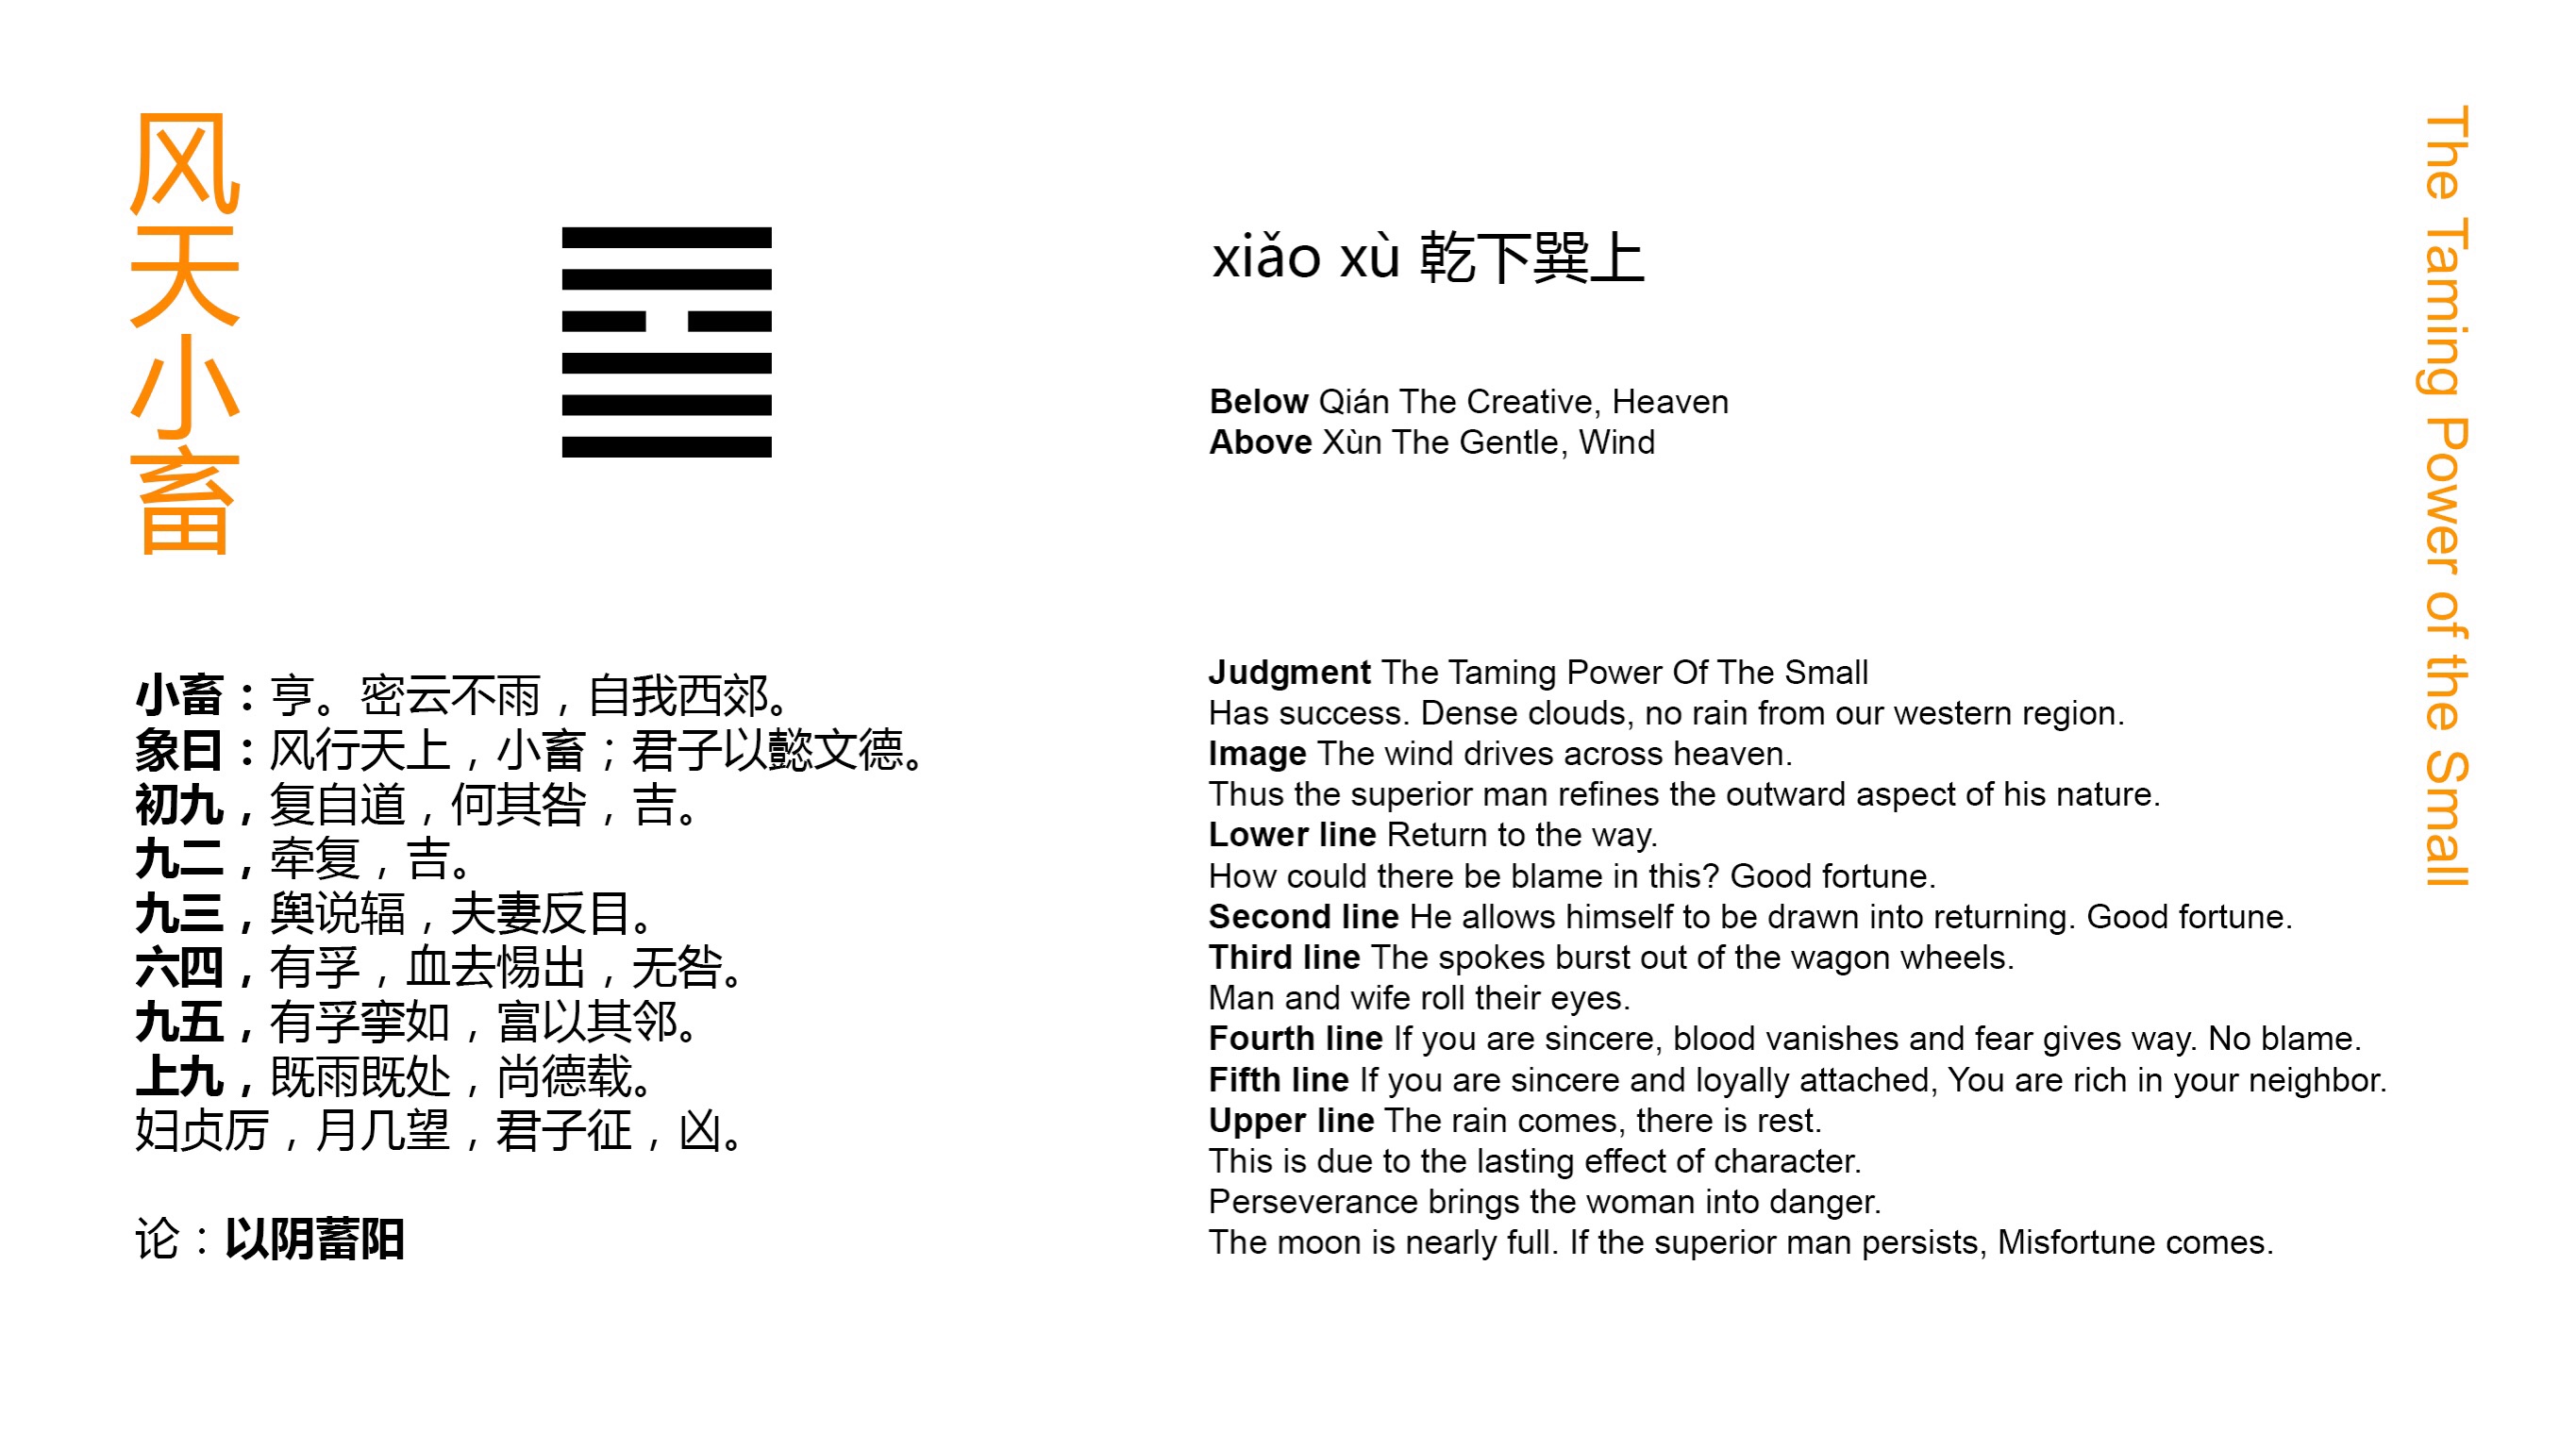 风天小畜
xiǎo xù 乾下巽上
Below Qián The Creative, Heaven
Above Xùn The Gentle, Wind
小畜：亨。密云不雨，自我西郊。
象曰：风行天上，小畜；君子以懿文德。
初九，复自道，何其咎，吉。
九二，牵复，吉。
九三，舆说辐，夫妻反目。
六四，有孚，血去惕出，无咎。
九五，有孚挛如，富以其邻。
上九，既雨既处，尚德载。
妇贞厉，月几望，君子征，凶。
论：以阴蓄阳
Judgment The Taming Power Of The Small
Has success. Dense clouds, no rain from our western region.
Image The wind drives across heaven.
Thus the superior man refines the outward aspect of his nature.
Lower line Return to the way.
How could there be blame in this? Good fortune.
Second line He allows himself to be drawn into returning. Good fortune.
Third line The spokes burst out of the wagon wheels.
Man and wife roll their eyes.
Fourth line If you are sincere, blood vanishes and fear gives way. No blame.
Fifth line If you are sincere and loyally attached, You are rich in your neighbor.
Upper line The rain comes, there is rest.
This is due to the lasting effect of character.
Perseverance brings the woman into danger.
The moon is nearly full. If the superior man persists, Misfortune comes.
The Taming Power of the Small